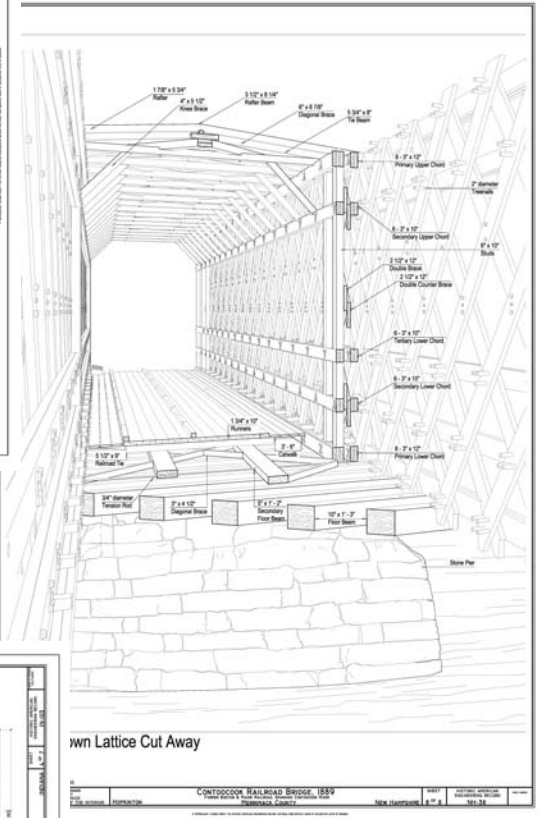 1 7/8" x 5 3/4"
Rafter
4" x 5 1/2"
Knee Brace
3 1/2" x 6 1/4"
Rafter Beam
6" x 6 7/8"
Diagonal Brace
5 3/4" x 8"
Tie Beam
6 - 3" x 12"
Primary Upper Chord
2" diameter
Treenails
6 - 3" x 10"
Secondary Upper Chord
6" x 10"
Studs
2 1/2" x 12"
Double Brace
2 1/2" x 12"
Double Counter Brace
6 - 3" x 10"
Tertiary Lower Chord
6 - 3" x 10"
Secondary Lower Chord
1 3/4" x 10"
Runners
3' - 6"
Catwalk
6 - 3" x 12"
Primary Lower Chord
5 1/2" x 9"
Railroad Tie
3/4" diameter
Tension Rod
3" x 4 1/2"
Diagonal Brace
Secondary
Floor Beam
10" x 1' - 3"
Floor Beam
Stone Pier
own Lattice Cut Away
CONTOOCOOK RAILROAD BRIDGE, 1889
HOPKINTON
MERRIMACK COUNTY
NEW HAMPSHIRE
SHEET
8 OF 8
HISTORIC AMERICAN
ENGINEERING RECORD
NH-38
INDIANA